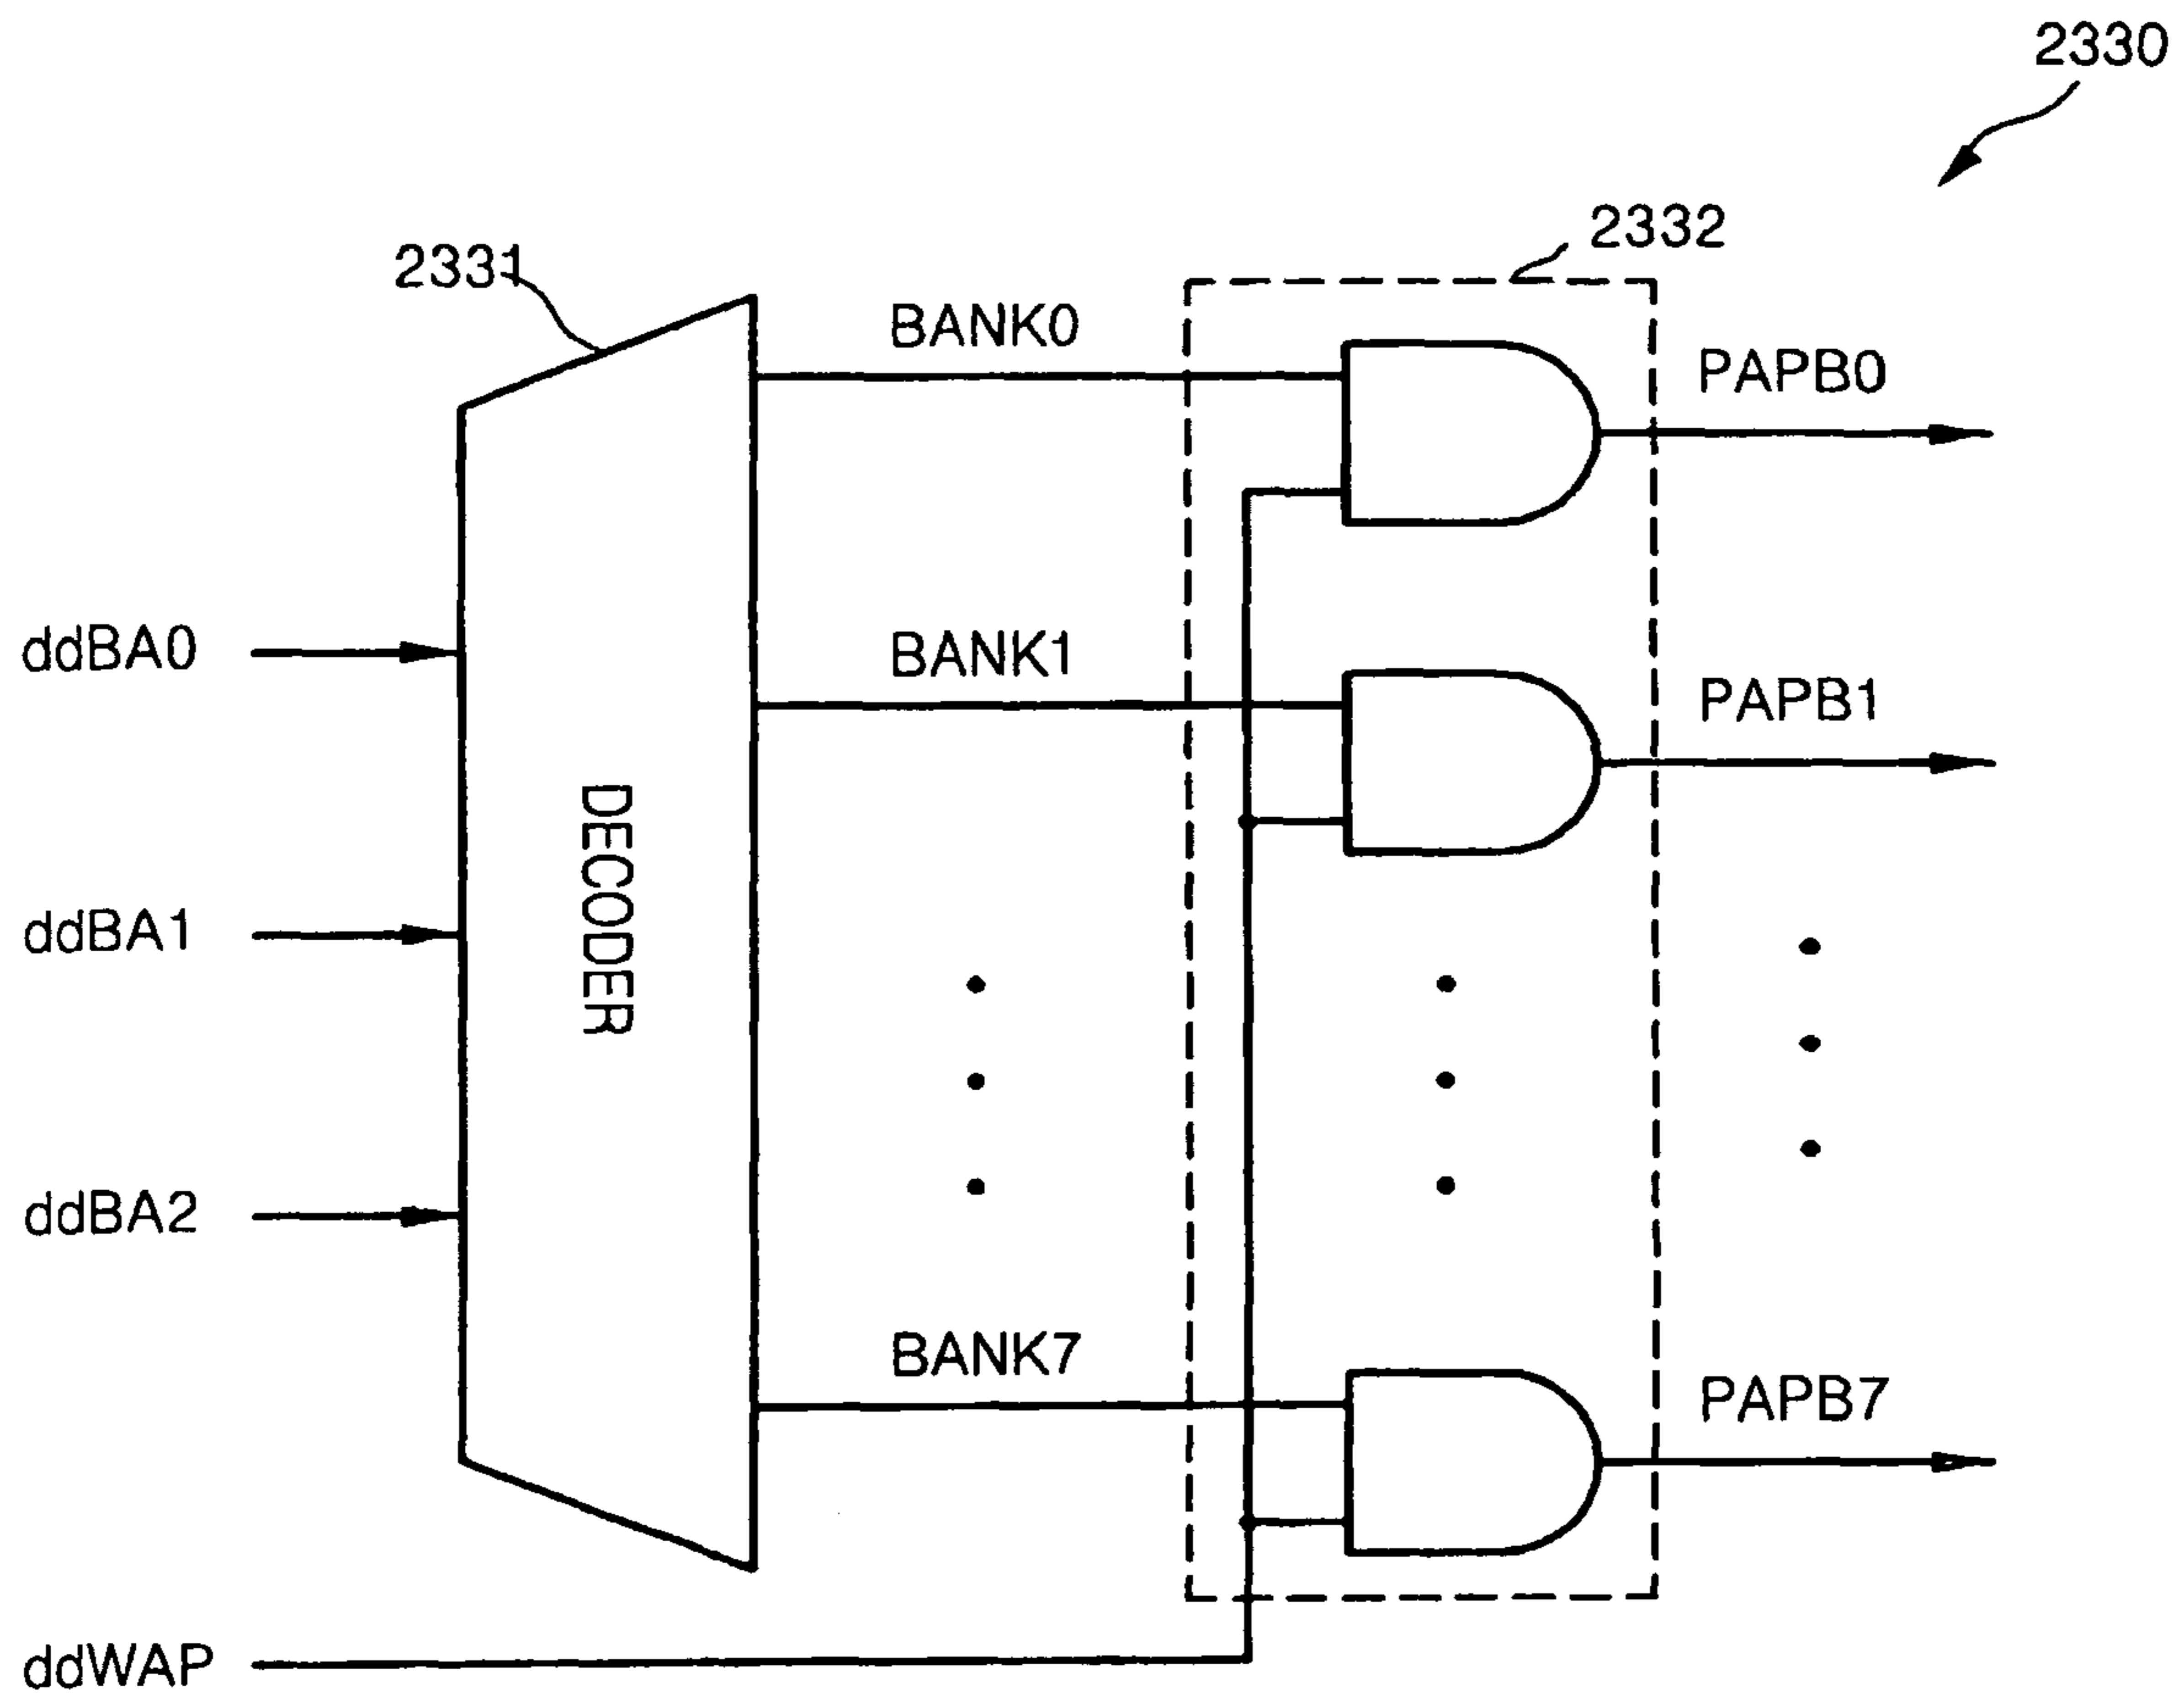 2330
2332
2331
BANK0
PAPB0
ddBA0
BANK1
PAPB1
DECODER
ddBA1
ddBA2
BANK7
PAPB7
ddWAP